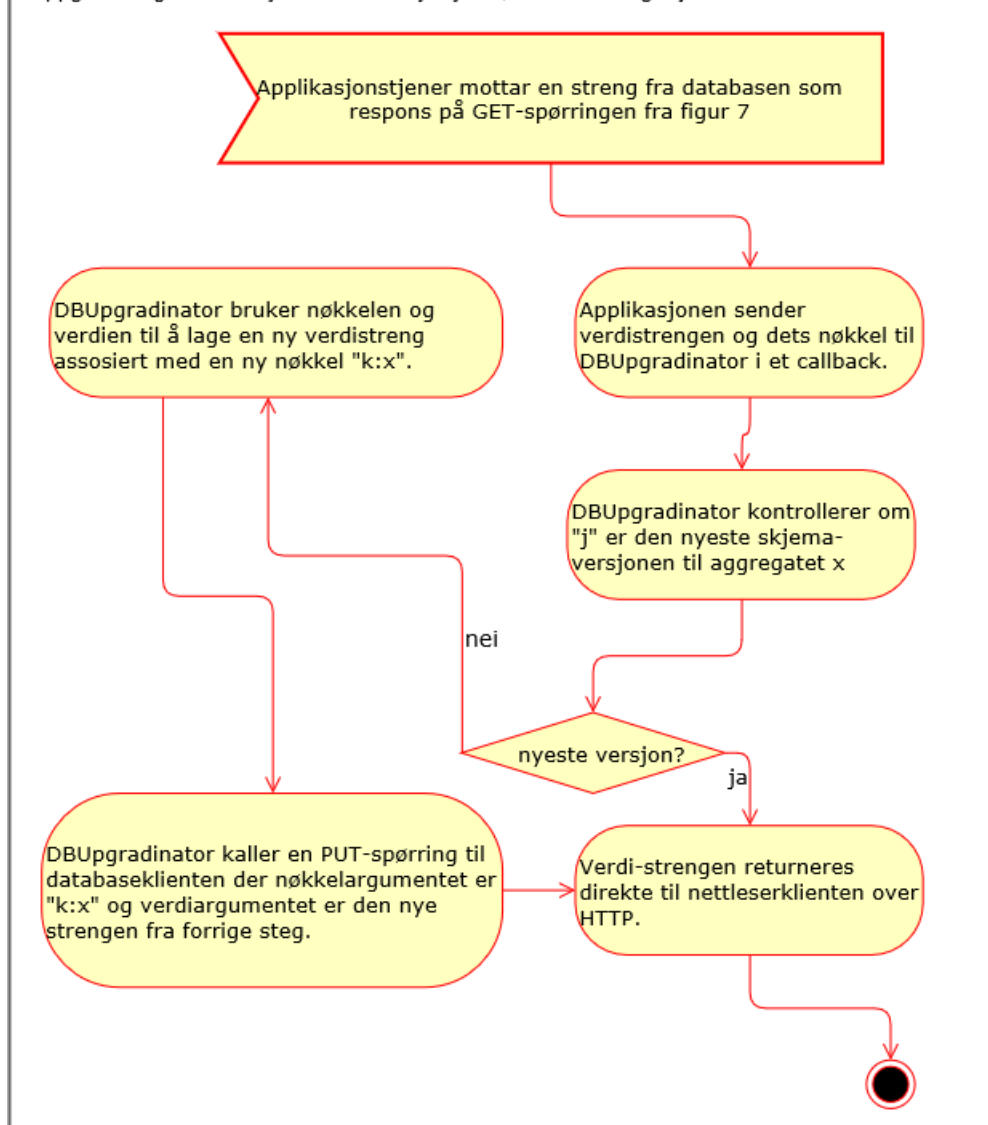 Applikasjonstjener mottar en streng fra databasen som
respons på GET-spørringen fra figur 7
Applikasjonen sender
verdistrengen og dets nøkkel til
DBUpgradinator i et callback.
DBUpgradinator kontrollerer om
"j" er den nyeste skjema-
versjonen til aggregatet x
nyeste versjon?
nei
DBUpgradinator bruker nøkkelen og
verdien til å lage en ny verdistreng
assosiert med en ny nøkkel "k:x".
DBUpgradinator kaller en PUT-spørring til
databaseklienten der nøkkelargumentet er
"k:x" og verdiargumentet er den nye
strengen fra forrige steg.
ja
Verdi-strengen returneres
direkte til nettleserklienten over
HTTP.